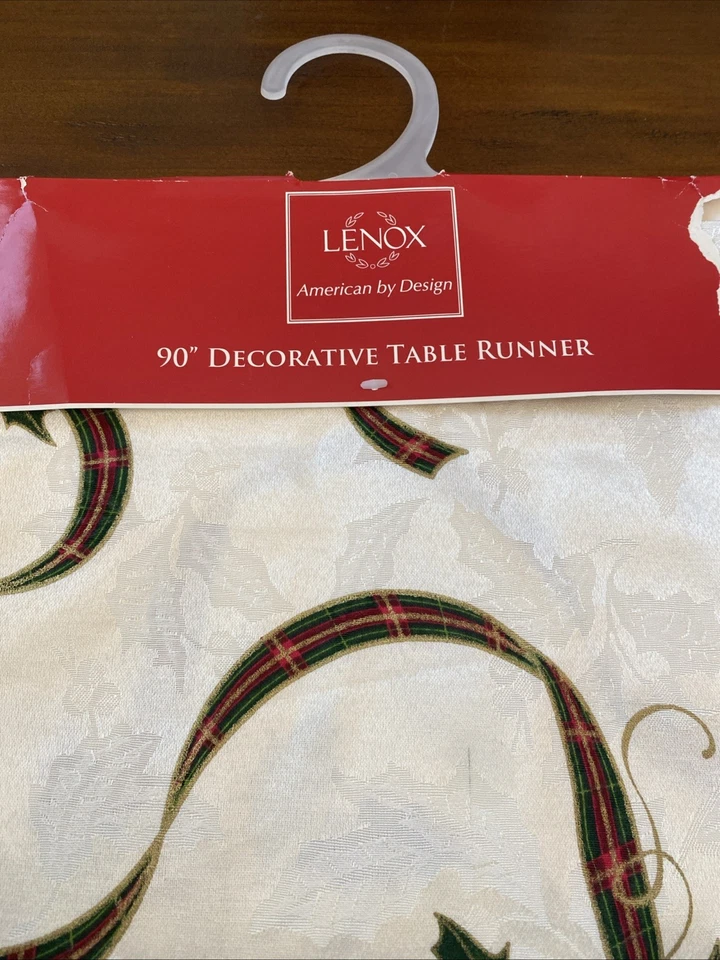 LENOX
American by Design
90” DECORATIVE TABLE RUNNER